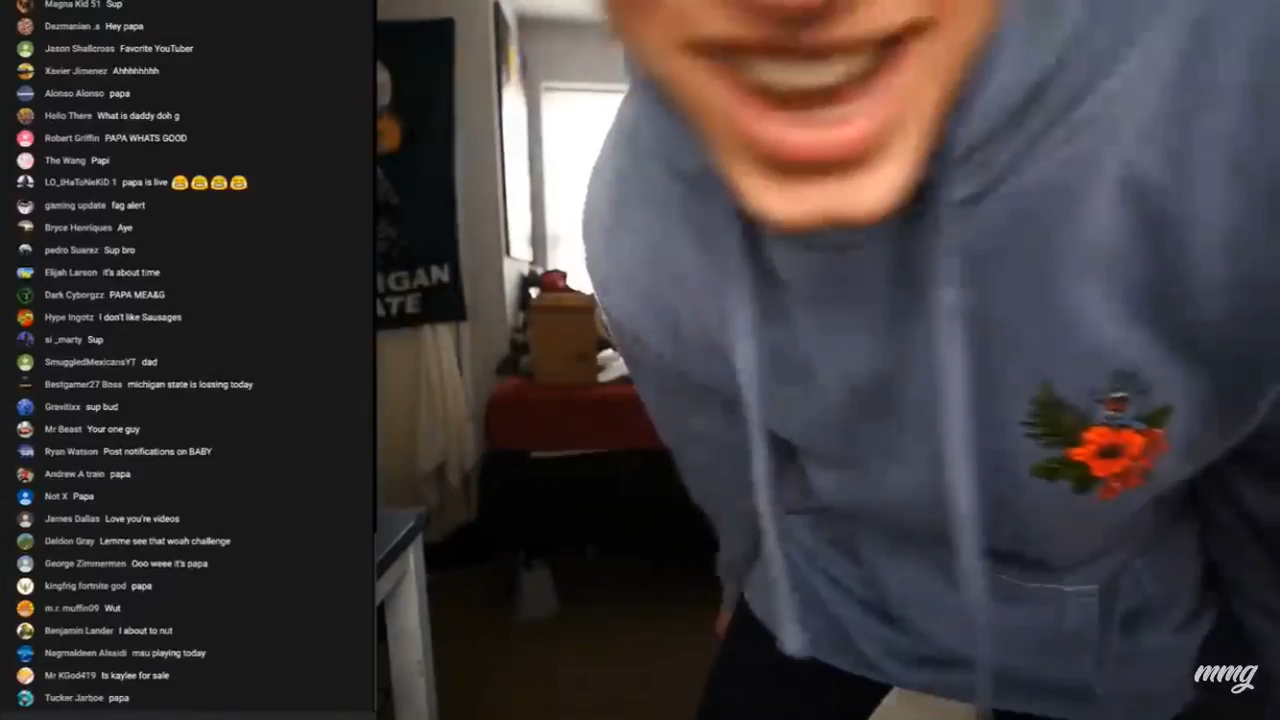 Magna Kid 51 Sup
Dezmanian .s Hey papa
Jason Shallcross Favorite YouTuber
Xavier Jimenez Ahhhhhhhh
Alonso Alonso papa
Hello There What is daddy doh g
Robert Griffin PAPA WHATS GOOD
The Wang Papi
LO_tHaToNeKiD 1 papa is live 😂😂😂😂
gaming update fag alert
Bryce Henriques Aye
pedro Suarez Sup bro
Elijah Larson it's about time
Dark Cyborgzz PAPA MEA&G
Hype Ingotz I don't like Sausages
si _marty Sup
SmuggledMexicansYT dad
Bestgamer27 Boss michigan state is lossing today
Gravitixx sup bud
Mr Beast Your one guy
Ryan Watson Post notifications on BABY
Andrew A train papa
Not X Papa
James Dallas Love you're videos
Daldon Gray Lemme see that woah challenge
George Zimmermen Ooo weee it's papa
kingfrig fortnite god papa
m.r. muffin09 Wut
Benjamin Lander I about to nut
Negmaldeen Alsaidi msu playing today
Mr KGod419 Is kaylee for sale
Tucker Jarboe papa
IGAN
ATE
mmg